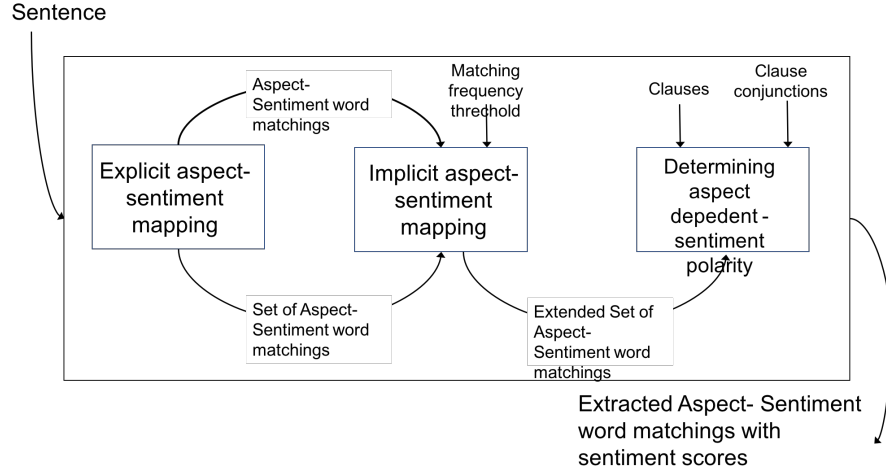 Sentence
Aspect-
Sentiment word
matchings
Matching
frequency
threchold
Clauses
Clause
conjunctions
Explicit aspect-
sentiment
mapping
Implicit aspect-
sentiment
mapping
Determining
aspect
depedent -
sentiment
polarity
Set of Aspect-
Sentiment word
matchings
Extended Set of
Aspect-
Sentiment word
matchings
Extracted Aspect- Sentiment
word matchings with
sentiment scores